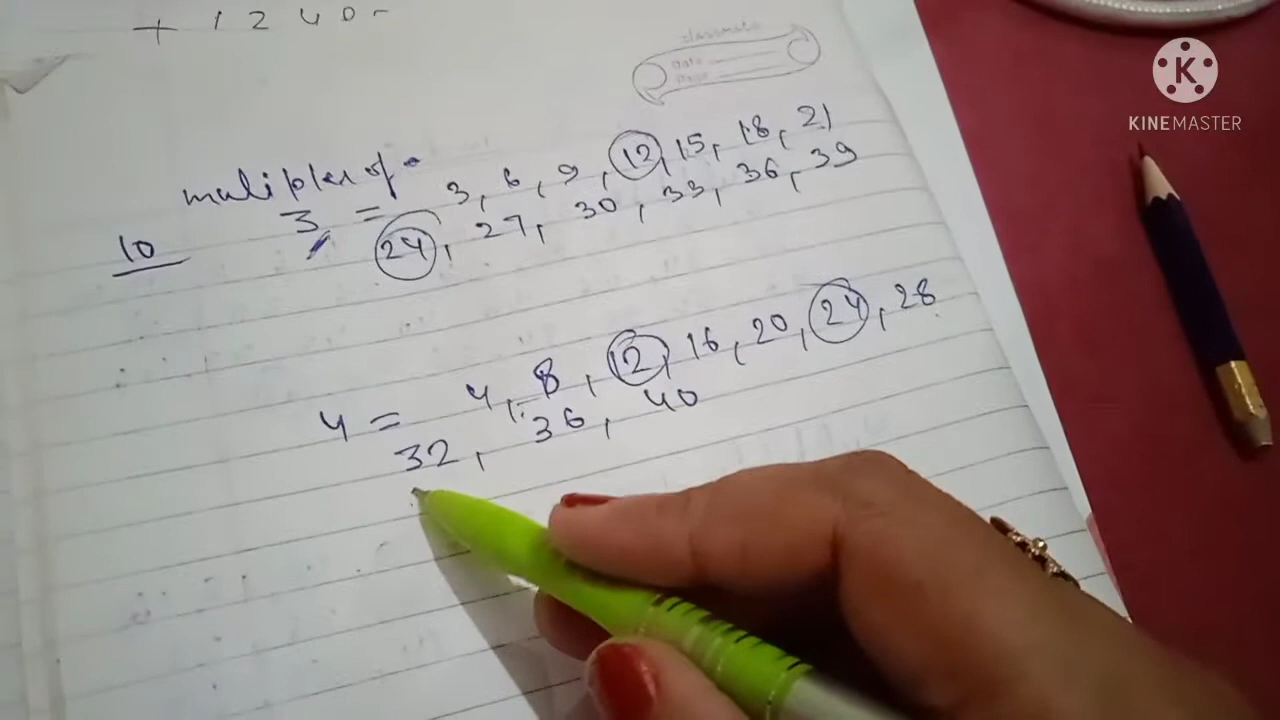 + 1 2 4 0 -
classmate
Date
Page
KINEMASTER
muliples of
10
3 = 3, 6, 9, 12, 15, 18, 21
24, 27, 30, 33, 36, 39
4 = 4, 8, 12, 16, 20, 24, 28
32, 36, 40